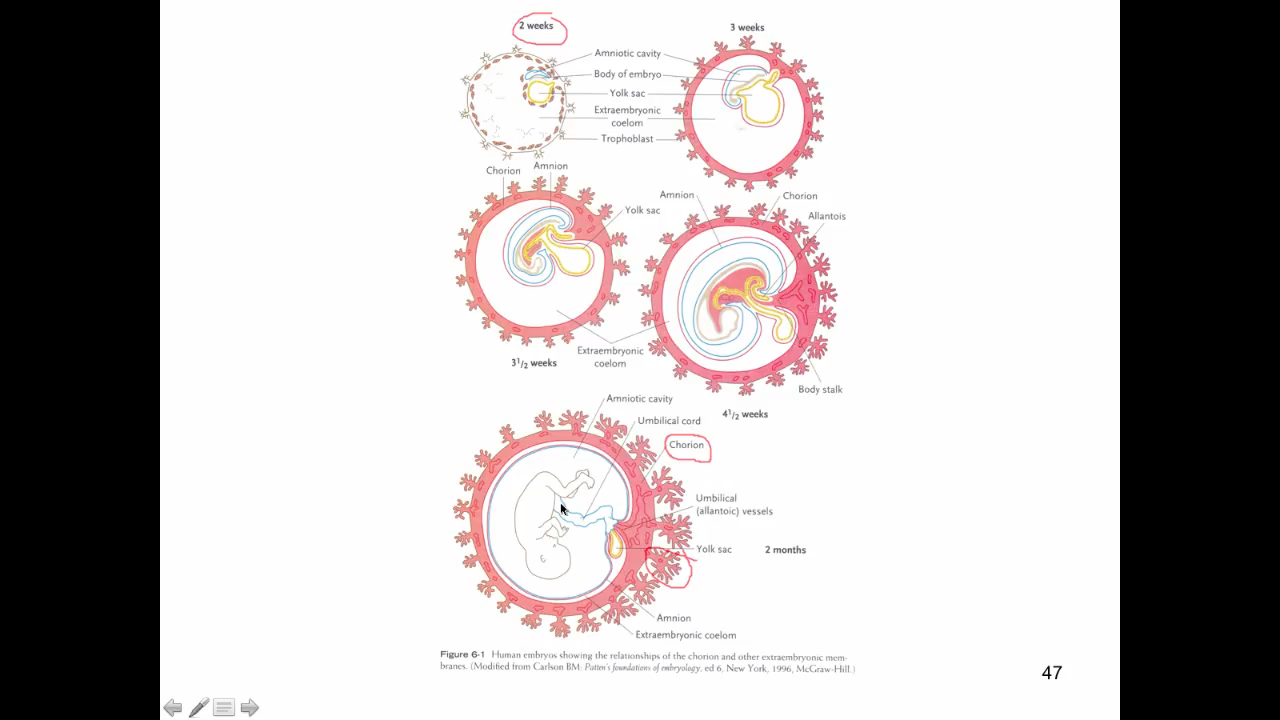 2 weeks
3 weeks
Amniotic cavity
Body of embryo
Yolk sac
Extraembryonic
coelom
Trophoblast
Chorion
Amnion
Yolk sac
Amnion
Chorion
Allantois
Extraembryonic
coelom
3 1/2 weeks
Body stalk
4 1/2 weeks
Amniotic cavity
Umbilical cord
Chorion
Umbilical
(allantoic) vessels
Yolk sac
2 months
Amnion
Extraembryonic coelom
Figure 6-1 Human embryos showing the relationships of the chorion and other extraembryonic mem-
branes. (Modified from Carlson BM: Patten's foundations of embryology, ed 6, New York, 1996, McGraw-Hill.)
47